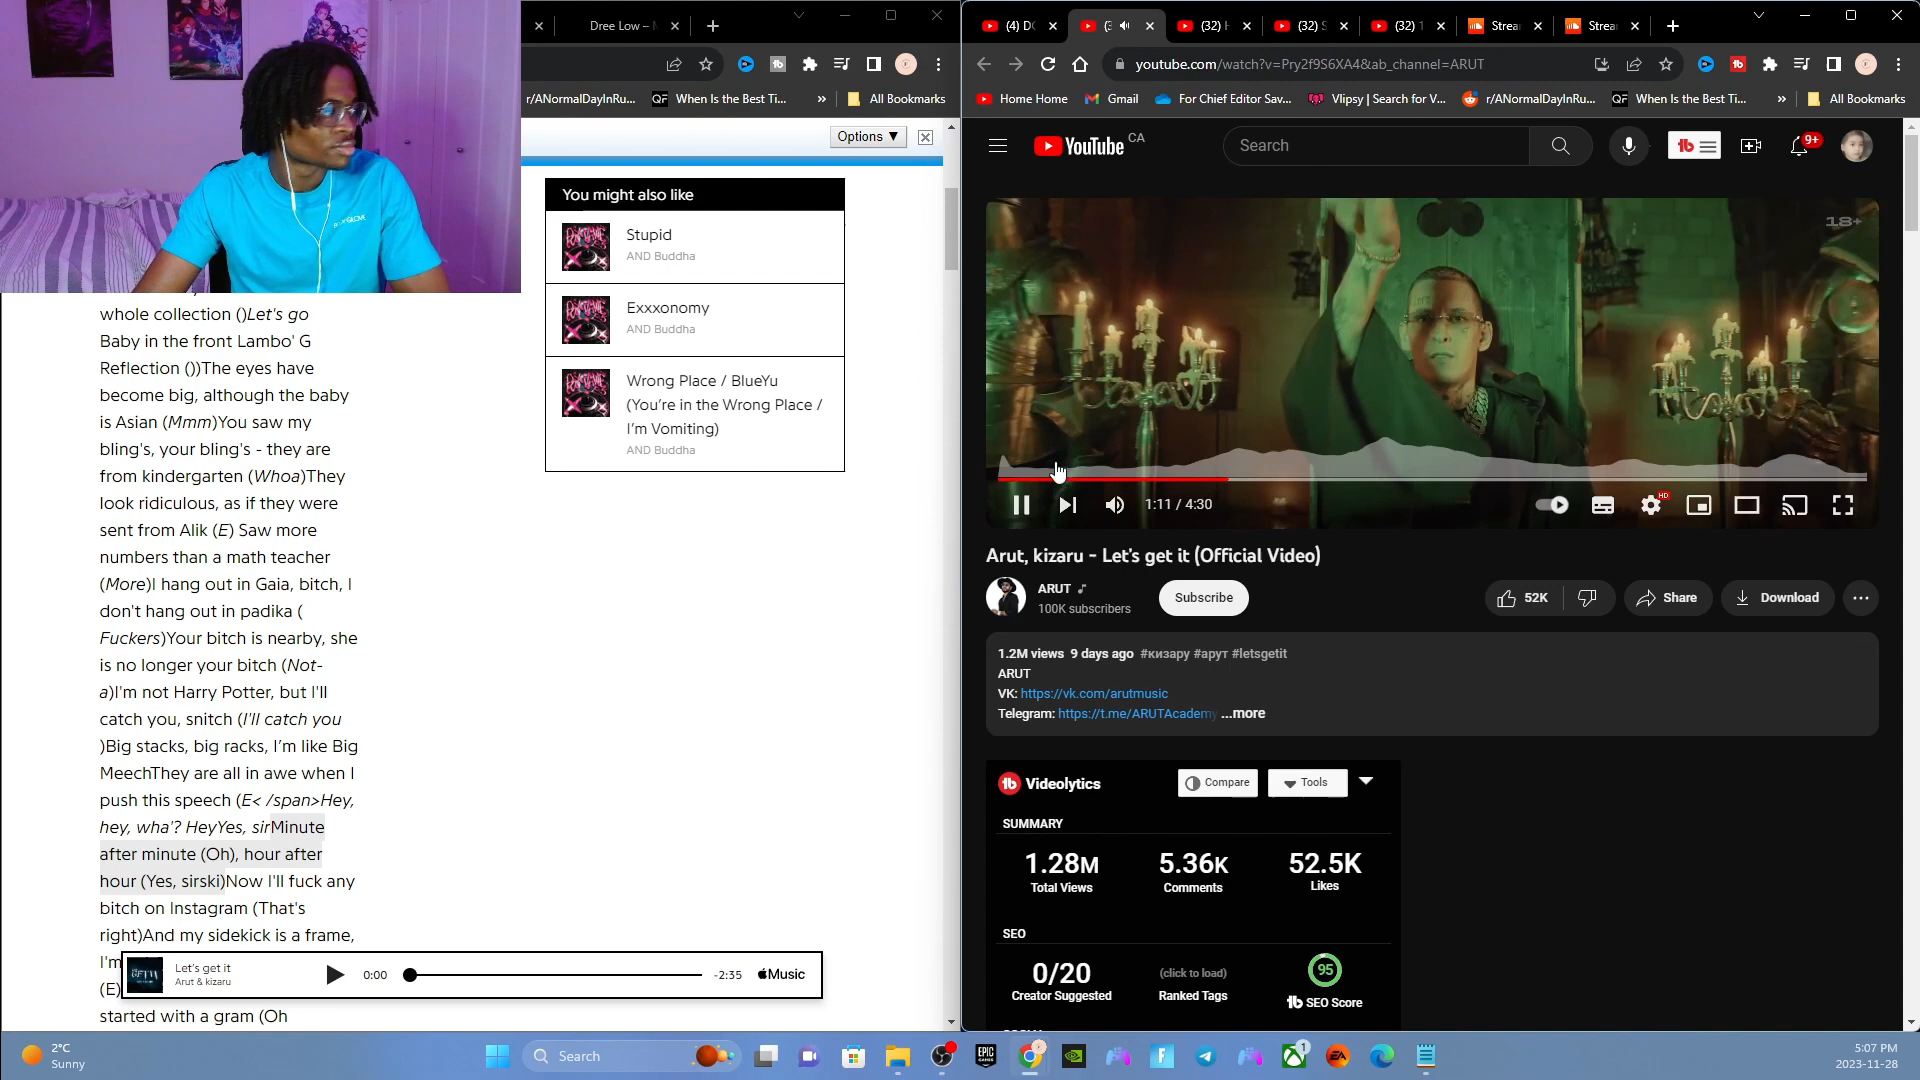 Dree Low –
r/ANormalDayInRu...
When Is the Best Ti...
All Bookmarks
Options ▼
You might also like
Stupid
AND Buddha
Exxxonomy
AND Buddha
Wrong Place / BlueYu
(You're in the Wrong Place /
I'm Vomiting)
AND Buddha
whole collection ()Let's go
Baby in the front Lambo' G
Reflection ())The eyes have
become big, although the baby
is Asian (Mmm)You saw my
bling's, your bling's - they are
from kindergarten (Whoa)They
look ridiculous, as if they were
sent from Alik (E) Saw more
numbers than a math teacher
(More)I hang out in Gaia, bitch, I
don't hang out in padika (
Fuckers)Your bitch is nearby, she
is no longer your bitch (Not-
a)I'm not Harry Potter, but I'll
catch you, snitch (I'll catch you
)Big stacks, big racks, I'm like Big
MeechThey are all in awe when I
push this speech (E< /span>Hey,
hey, wha'? HeyYes, sirMinute
after minute (Oh), hour after
hour (Yes, sirski)Now I'll fuck any
bitch on Instagram (That's
right)And my sidekick is a frame,
I'm
(E)
started with a gram (Oh
Let's get it
Arut & kizaru
0:00
-2:35
Music
(4) D
(32)
(32) S
(32) 1
Strea
Strea
youtube.com/watch?v=Pry2f9S6XA4&ab_channel=ARUT
Home Home
Gmail
For Chief Editor Sav...
Vlipsy | Search for V...
r/ANormalDayInRu...
When Is the Best Ti...
All Bookmarks
YouTube CA
Search
9+
18+
1:11 / 4:30
HD
Arut, kizaru - Let's get it (Official Video)
ARUT
100K subscribers
Subscribe
52K
Share
Download
1.2M views 9 days ago #кизару #арут #letsgetit
ARUT
VK: https://vk.com/arutmusic
Telegram: https://t.me/ARUTAcademy ...more
Videolytics
Compare
Tools
SUMMARY
1.28M
Total Views
5.36K
Comments
52.5K
Likes
SEO
0/20
Creator Suggested
(click to load)
Ranked Tags
95
tb SEO Score
2°C
Sunny
Search
EPIC GAMES
1
EA
5:07 PM
2023-11-28